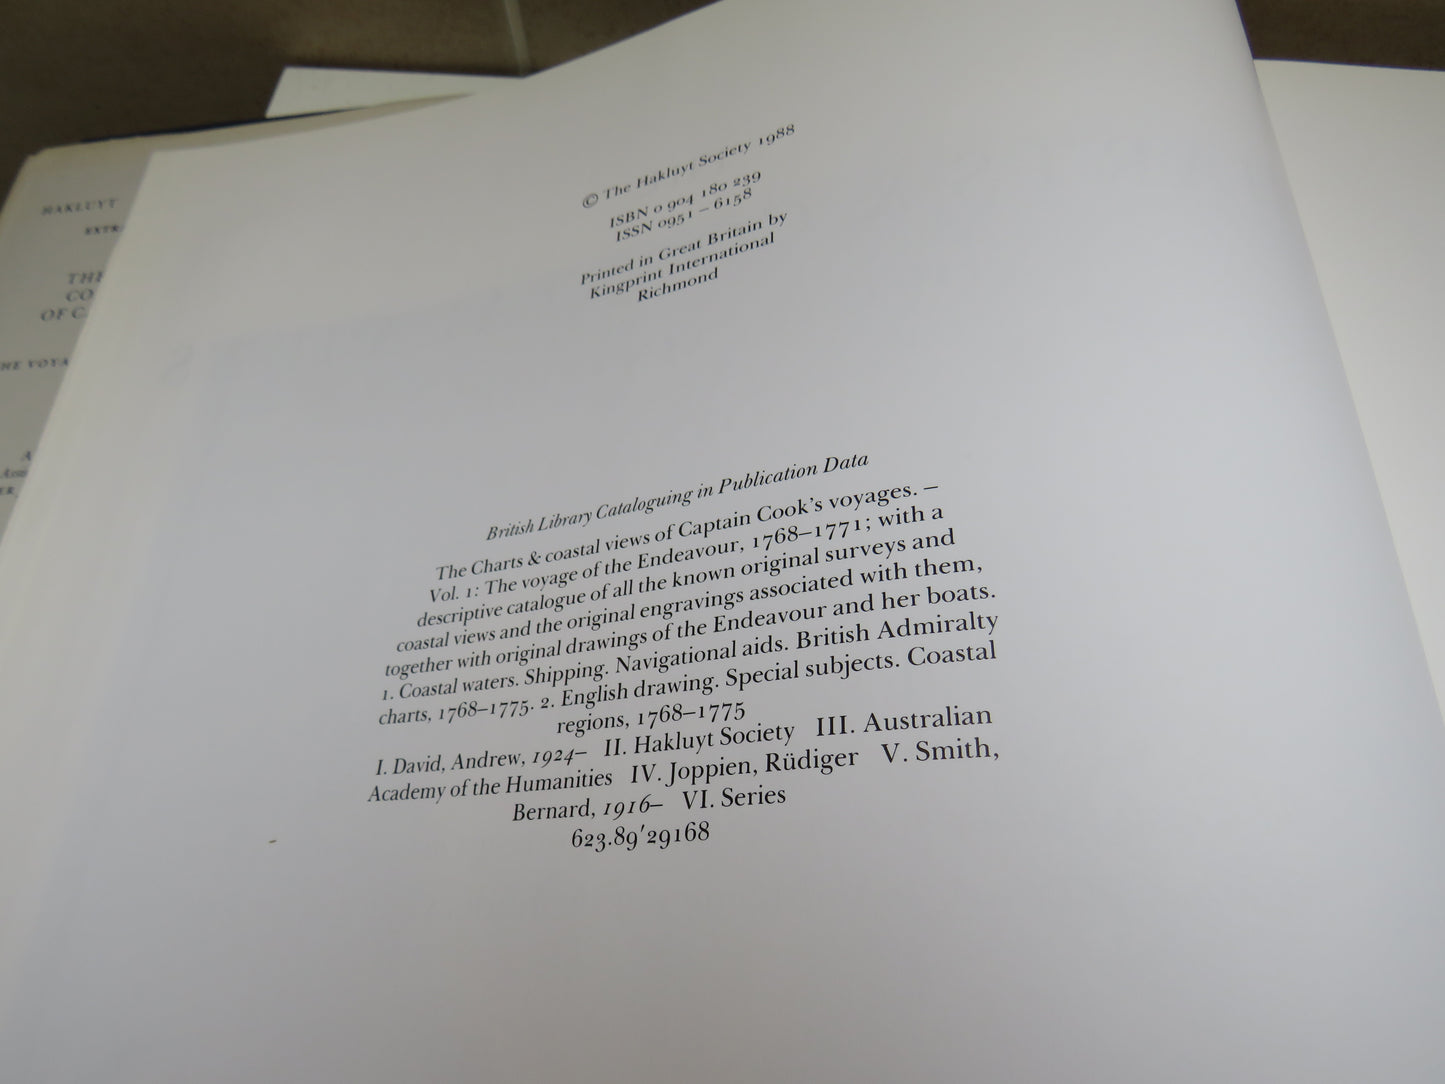 HAKLUYT
EXTR
THE
CO
OF C
HE VOYA
© The Hakluyt Society 1988
ISBN 0 904 180 239
ISSN 0951 – 6158
Printed in Great Britain by
Kingprint International
Richmond
British Library Cataloguing in Publication Data
The Charts & coastal views of Captain Cook's voyages. –
Vol. 1: The voyage of the Endeavour, 1768–1771; with a
descriptive catalogue of all the known original surveys and
coastal views and the original engravings associated with them,
together with original drawings of the Endeavour and her boats.
1. Coastal waters. Shipping. Navigational aids. British Admiralty
charts, 1768–1775. 2. English drawing. Special subjects. Coastal
regions, 1768–1775
I. David, Andrew, 1924– II. Hakluyt Society III. Australian
Academy of the Humanities IV. Joppien, Rüdiger V. Smith,
Bernard, 1916– VI. Series
623.89'29168